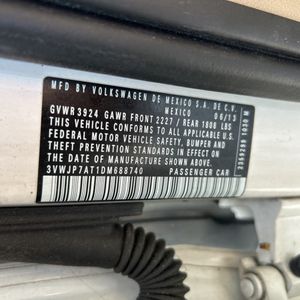 MFD BY VOLKSWAGEN DE MEXICO S.A. DE C.V.
MEXICO 06/13
GVWR 3924 GAWR FRONT 2227 / REAR 1808 LBS
THIS VEHICLE CONFORMS TO ALL APPLICABLE U.S.
FEDERAL MOTOR VEHICLE SAFETY, BUMPER AND
THEFT PREVENTION STANDARDS IN EFFECT ON
THE DATE OF MANUFACTURE SHOWN ABOVE.
3VWJP7AT1DM688740 PASSENGER CAR
2359298 1030 M